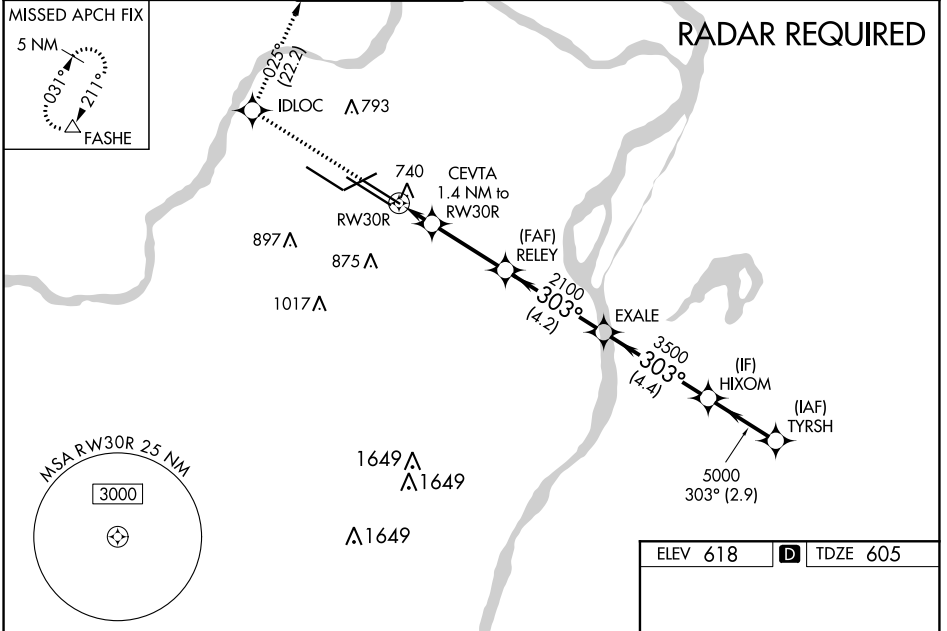 MISSED APCH FIX
5 NM
031°
211°
FASHE
RADAR REQUIRED
025°
(22.2)
IDLOC
793
740
CEVTA
1.4 NM to
RW30R
RW30R
897
875
1017
(FAF)
RELEY
2100
303°
(4.2)
EXALE
3500
303°
(4.4)
(IF)
HIXOM
(IAF)
TYRSH
5000
303° (2.9)
MSA RW30R 25 NM
3000
1649
1649
1649
ELEV 618 D TDZE 605